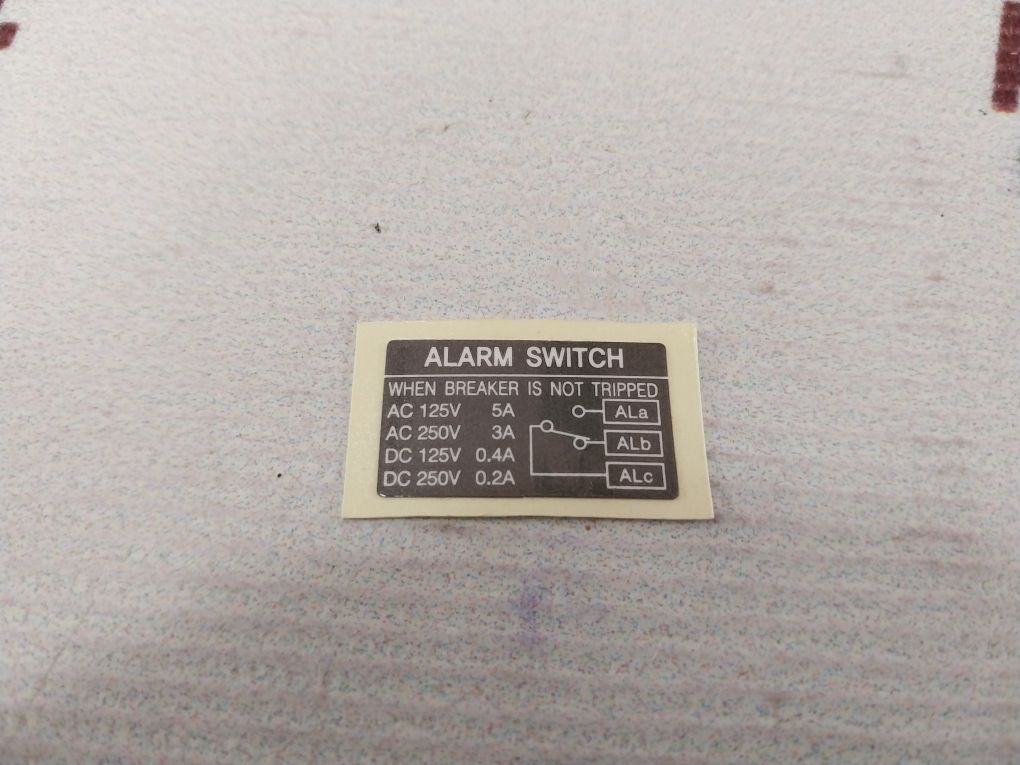 ALARM SWITCH
WHEN BREAKER IS NOT TRIPPED
AC 125V 5A
AC 250V 3A
DC 125V 0.4A
DC 250V 0.2A
ALa
ALb
ALc